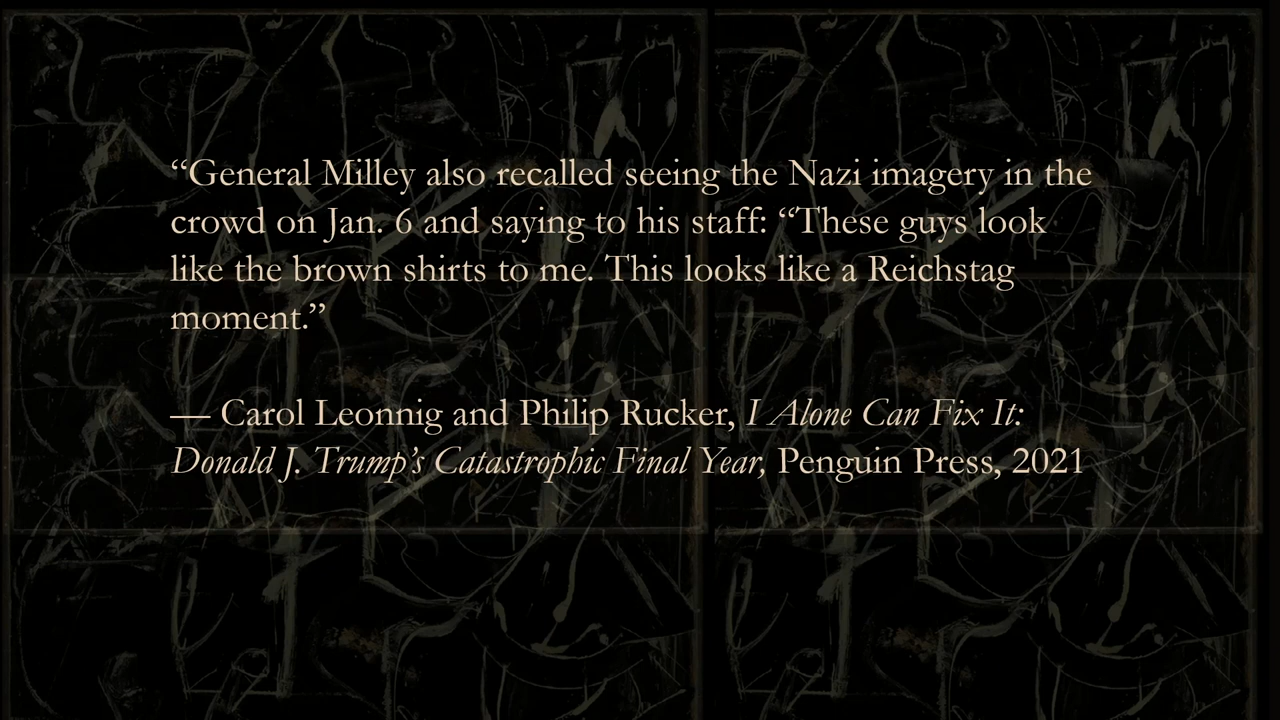 “General Milley also recalled seeing the Nazi imagery in the
crowd on Jan. 6 and saying to his staff: “These guys look
like the brown shirts to me. This looks like a Reichstag
moment.”
— Carol Leonnig and Philip Rucker, I Alone Can Fix It:
Donald J. Trump’s Catastrophic Final Year, Penguin Press, 2021